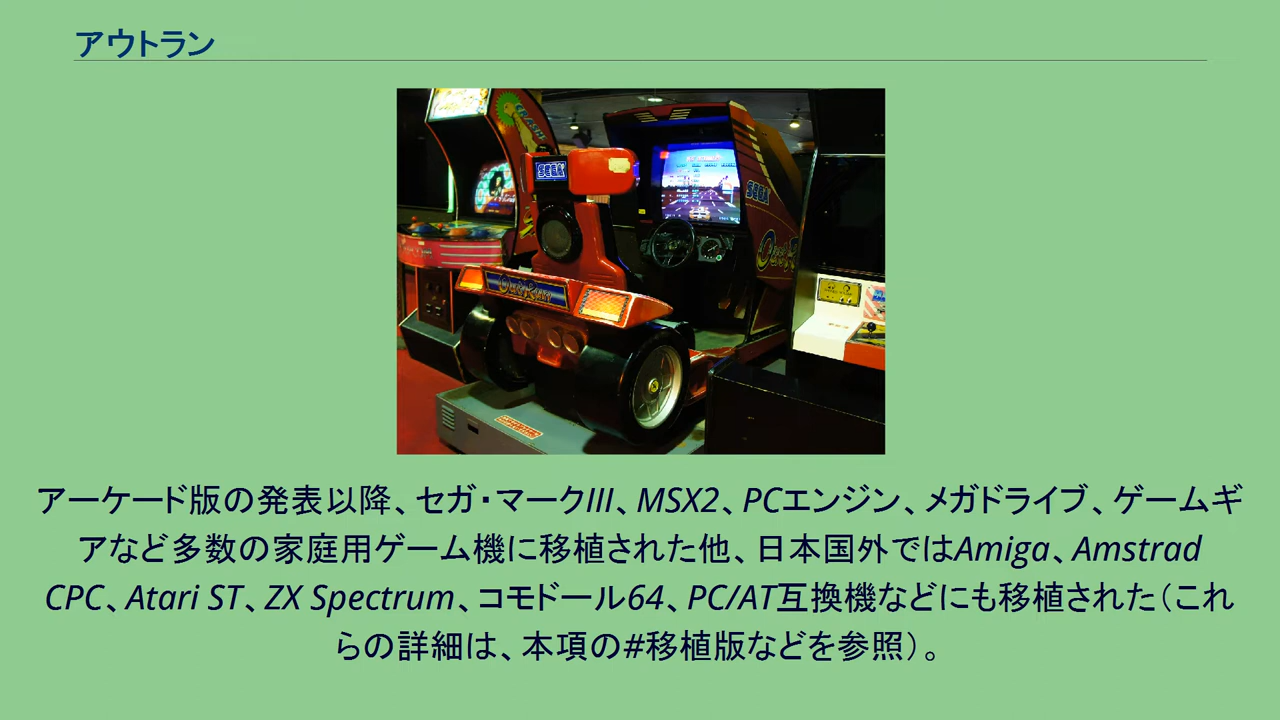 アウトラン
SEGA
SEGA
OutRun
アーケード版の発表以降、セガ・マークIII、MSX2、PCエンジン、メガドライブ、ゲームギ
アなど多数の家庭用ゲーム機に移植された他、日本国外ではAmiga、Amstrad
CPC、Atari ST、ZX Spectrum、コモドール64、PC/AT互換機などにも移植された（これ
らの詳細は、本項の#移植版などを参照）。